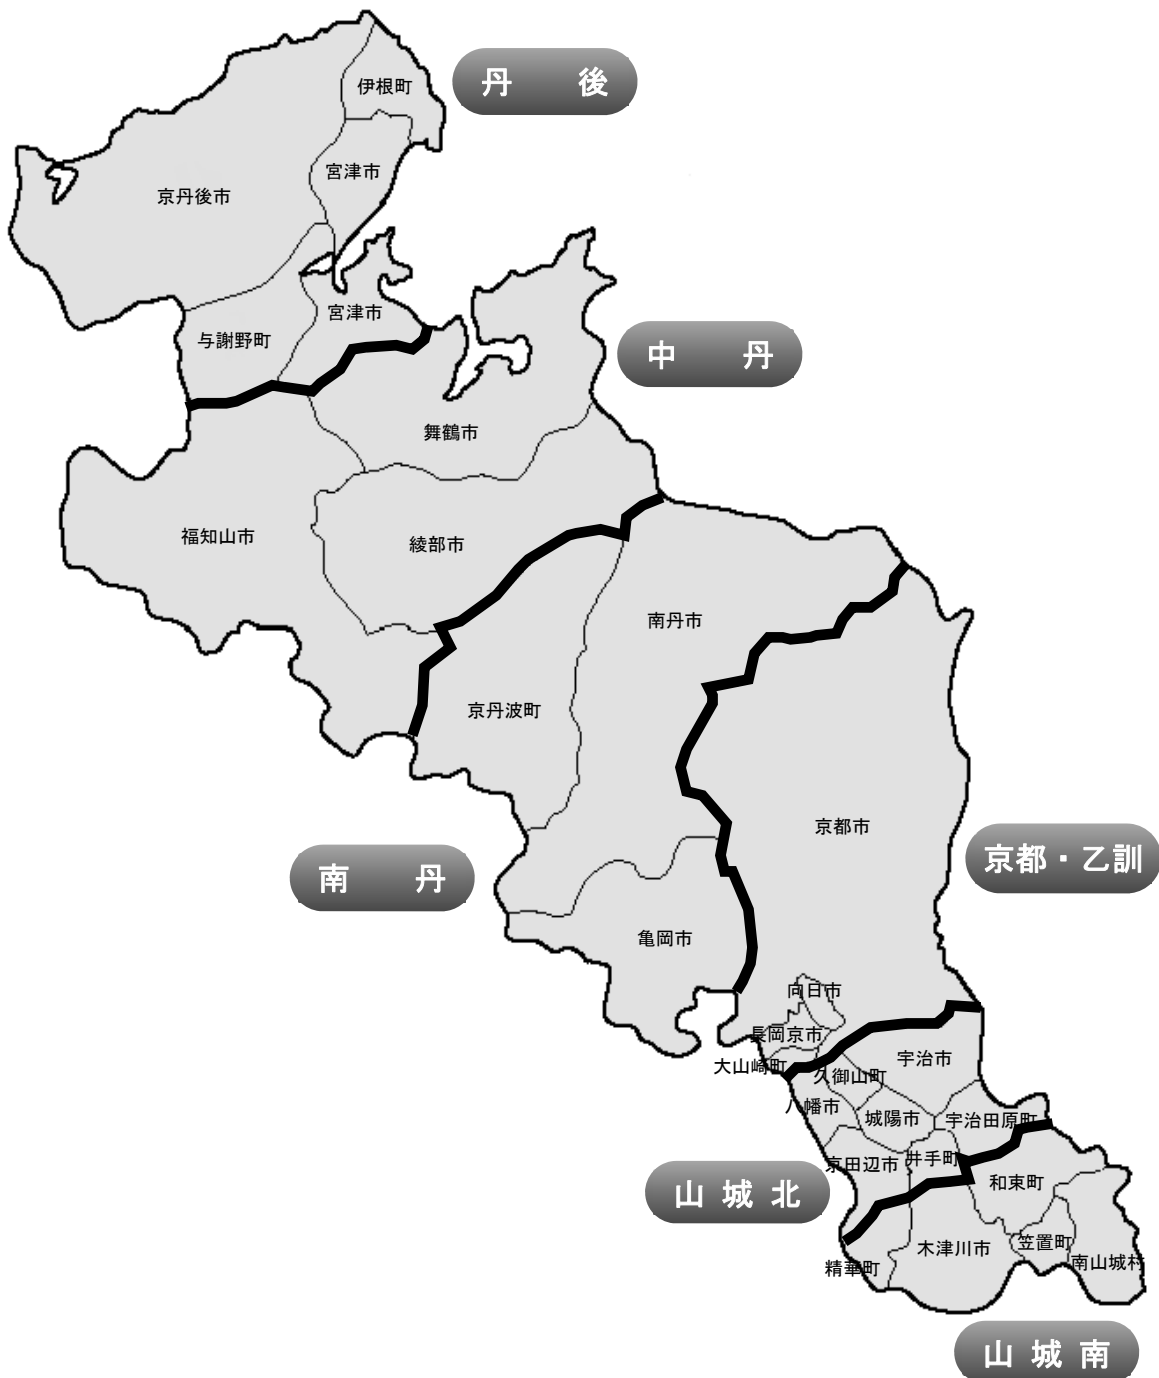 丹 後
伊根町
宮津市
京丹後市
宮津市
与謝野町
中 丹
舞鶴市
福知山市
綾部市
南丹市
京丹波町
京都市
京都・乙訓
南 丹
亀岡市
向日市
長岡京市
大山崎町
宇治市
久御山町
八幡市
城陽市
宇治田原町
京田辺市
井手町
山 城 北
和束町
木津川市
笠置町
南山城村
精華町
山 城 南